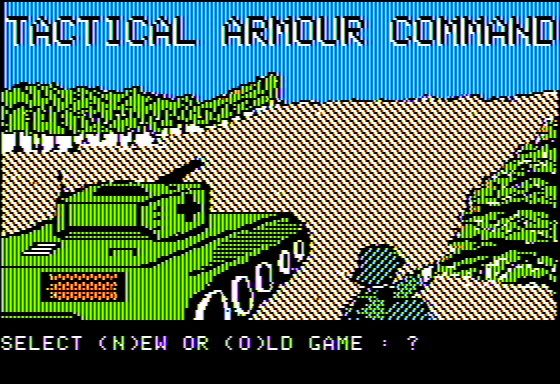 TACTICAL ARMOUR COMMAND
SELECT (N)EW OR (O)LD GAME : ?